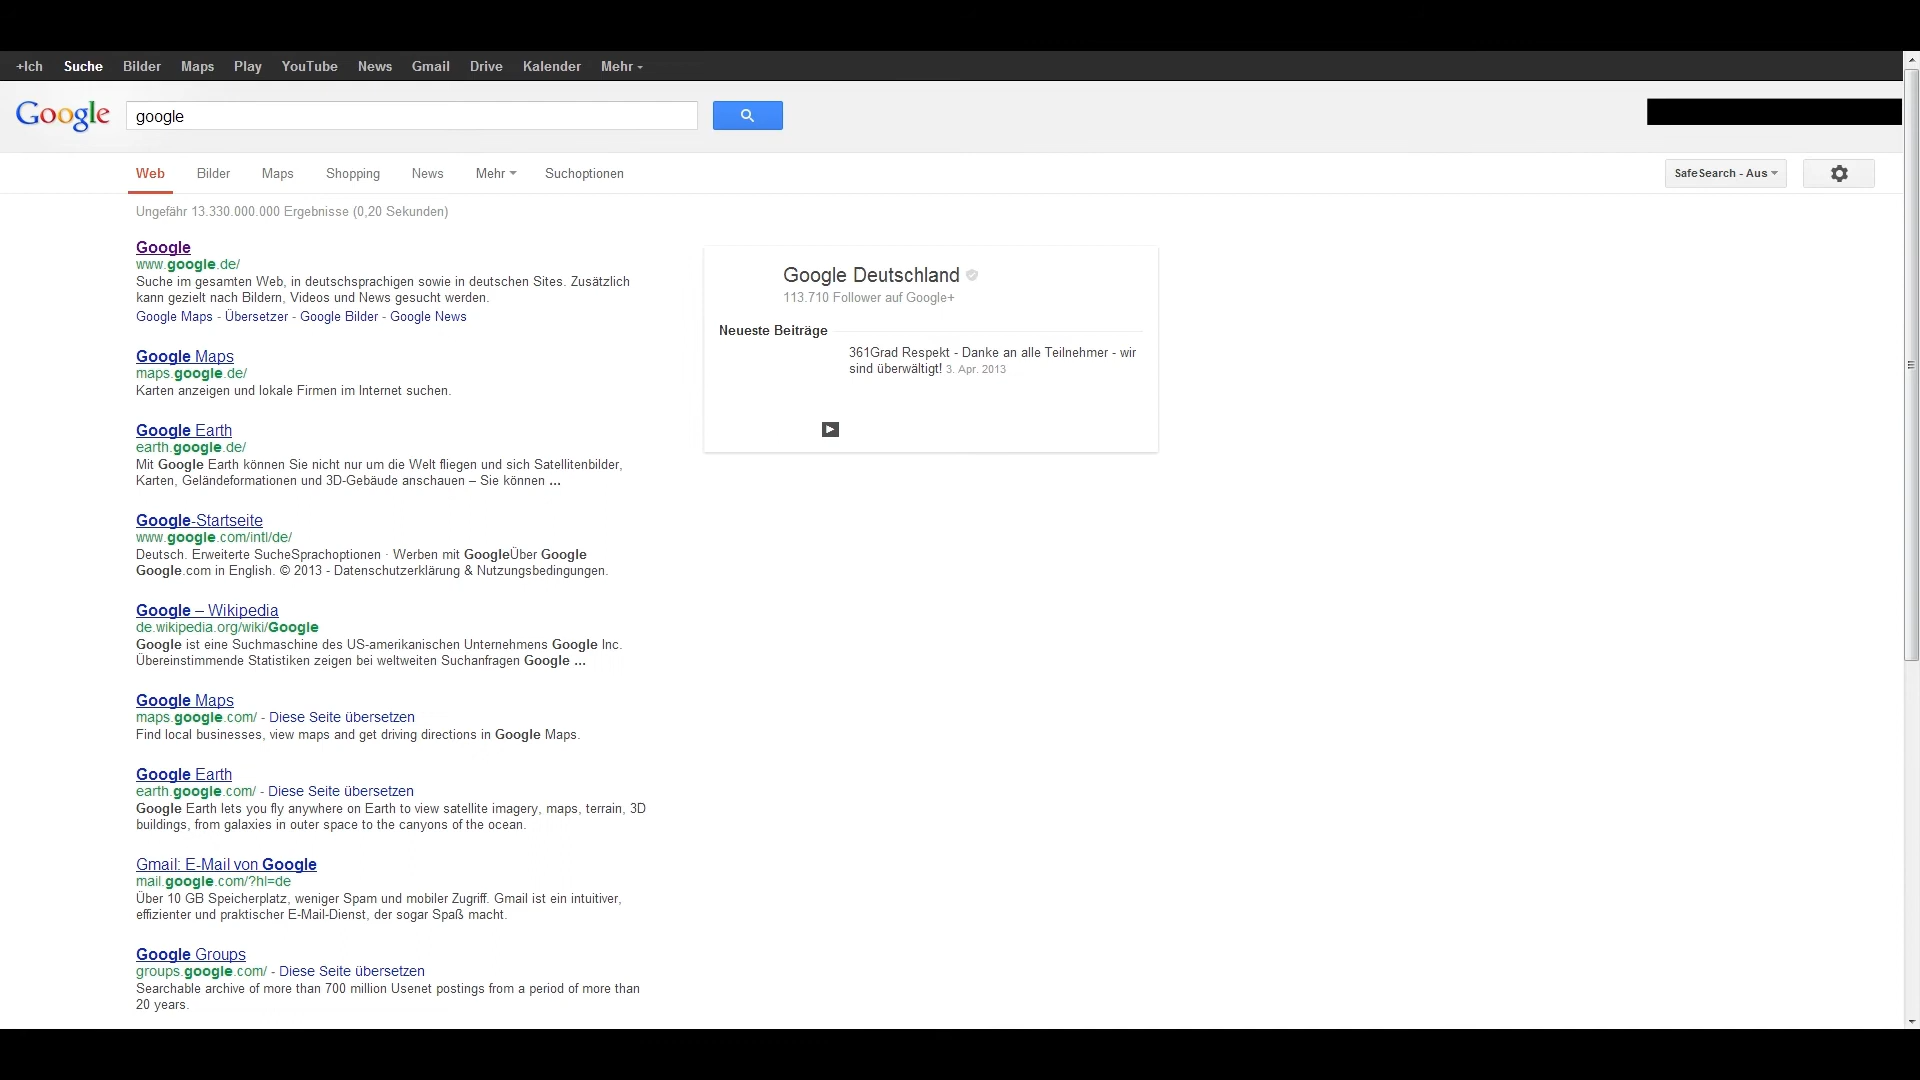 +Ich Suche Bilder Maps Play YouTube News Gmail Drive Kalender Mehr
Google google
Web Bilder Maps Shopping News Mehr Suchoptionen SafeSearch - Aus
Ungefähr 13.330.000.000 Ergebnisse (0,20 Sekunden)
Google
www.google.de/
Suche im gesamten Web, in deutschsprachigen sowie in deutschen Sites. Zusätzlich
kann gezielt nach Bildern, Videos und News gesucht werden.
Google Maps - Übersetzer - Google Bilder - Google News
Google Maps
maps.google.de/
Karten anzeigen und lokale Firmen im Internet suchen.
Google Earth
earth.google.de/
Mit Google Earth können Sie nicht nur um die Welt fliegen und sich Satellitenbilder,
Karten, Geländeformationen und 3D-Gebäude anschauen – Sie können ...
Google-Startseite
www.google.com/intl/de/
Deutsch. Erweiterte SucheSprachoptionen · Werben mit GoogleÜber Google
Google.com in English. © 2013 - Datenschutzerklärung & Nutzungsbedingungen.
Google – Wikipedia
de.wikipedia.org/wiki/Google
Google ist eine Suchmaschine des US-amerikanischen Unternehmens Google Inc.
Übereinstimmende Statistiken zeigen bei weltweiten Suchanfragen Google ...
Google Maps
maps.google.com/ - Diese Seite übersetzen
Find local businesses, view maps and get driving directions in Google Maps.
Google Earth
earth.google.com/ - Diese Seite übersetzen
Google Earth lets you fly anywhere on Earth to view satellite imagery, maps, terrain, 3D
buildings, from galaxies in outer space to the canyons of the ocean.
Gmail: E-Mail von Google
mail.google.com/?hl=de
Über 10 GB Speicherplatz, weniger Spam und mobiler Zugriff. Gmail ist ein intuitiver,
effizienter und praktischer E-Mail-Dienst, der sogar Spaß macht.
Google Groups
groups.google.com/ - Diese Seite übersetzen
Searchable archive of more than 700 million Usenet postings from a period of more than
20 years.
Google Deutschland
113.710 Follower auf Google+
Neueste Beiträge
361Grad Respekt - Danke an alle Teilnehmer - wir
sind überwältigt! 3. Apr. 2013